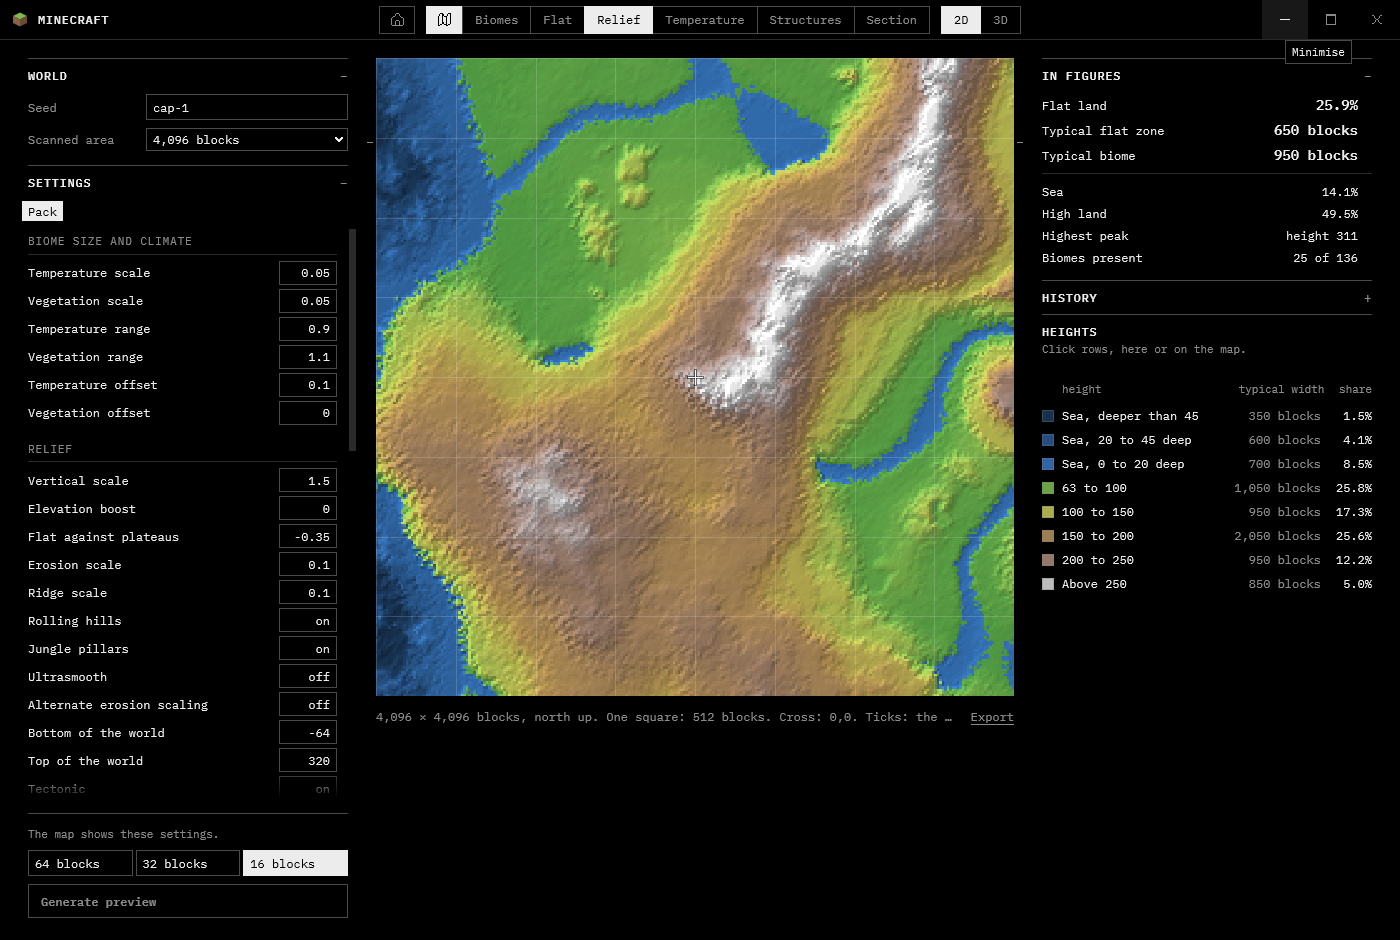 MINECRAFT
Biomes Flat Relief Temperature Structures Section 2D 3D
Minimise
WORLD −
Seed cap-1
Scanned area 4,096 blocks
SETTINGS −
Pack
BIOME SIZE AND CLIMATE
Temperature scale 0.05
Vegetation scale 0.05
Temperature range 0.9
Vegetation range 1.1
Temperature offset 0.1
Vegetation offset 0
RELIEF
Vertical scale 1.5
Elevation boost 0
Flat against plateaus -0.35
Erosion scale 0.1
Ridge scale 0.1
Rolling hills on
Jungle pillars on
Ultrasmooth off
Alternate erosion scaling off
Bottom of the world -64
Top of the world 320
Tectonic on
The map shows these settings.
64 blocks 32 blocks 16 blocks
Generate preview
4,096 × 4,096 blocks, north up. One square: 512 blocks. Cross: 0,0. Ticks: the … Export
IN FIGURES −
Flat land 25.9%
Typical flat zone 650 blocks
Typical biome 950 blocks
Sea 14.1%
High land 49.5%
Highest peak height 311
Biomes present 25 of 136
HISTORY +
HEIGHTS
Click rows, here or on the map.
height typical width share
Sea, deeper than 45 350 blocks 1.5%
Sea, 20 to 45 deep 600 blocks 4.1%
Sea, 0 to 20 deep 700 blocks 8.5%
63 to 100 1,050 blocks 25.8%
100 to 150 950 blocks 17.3%
150 to 200 2,050 blocks 25.6%
200 to 250 950 blocks 12.2%
Above 250 850 blocks 5.0%